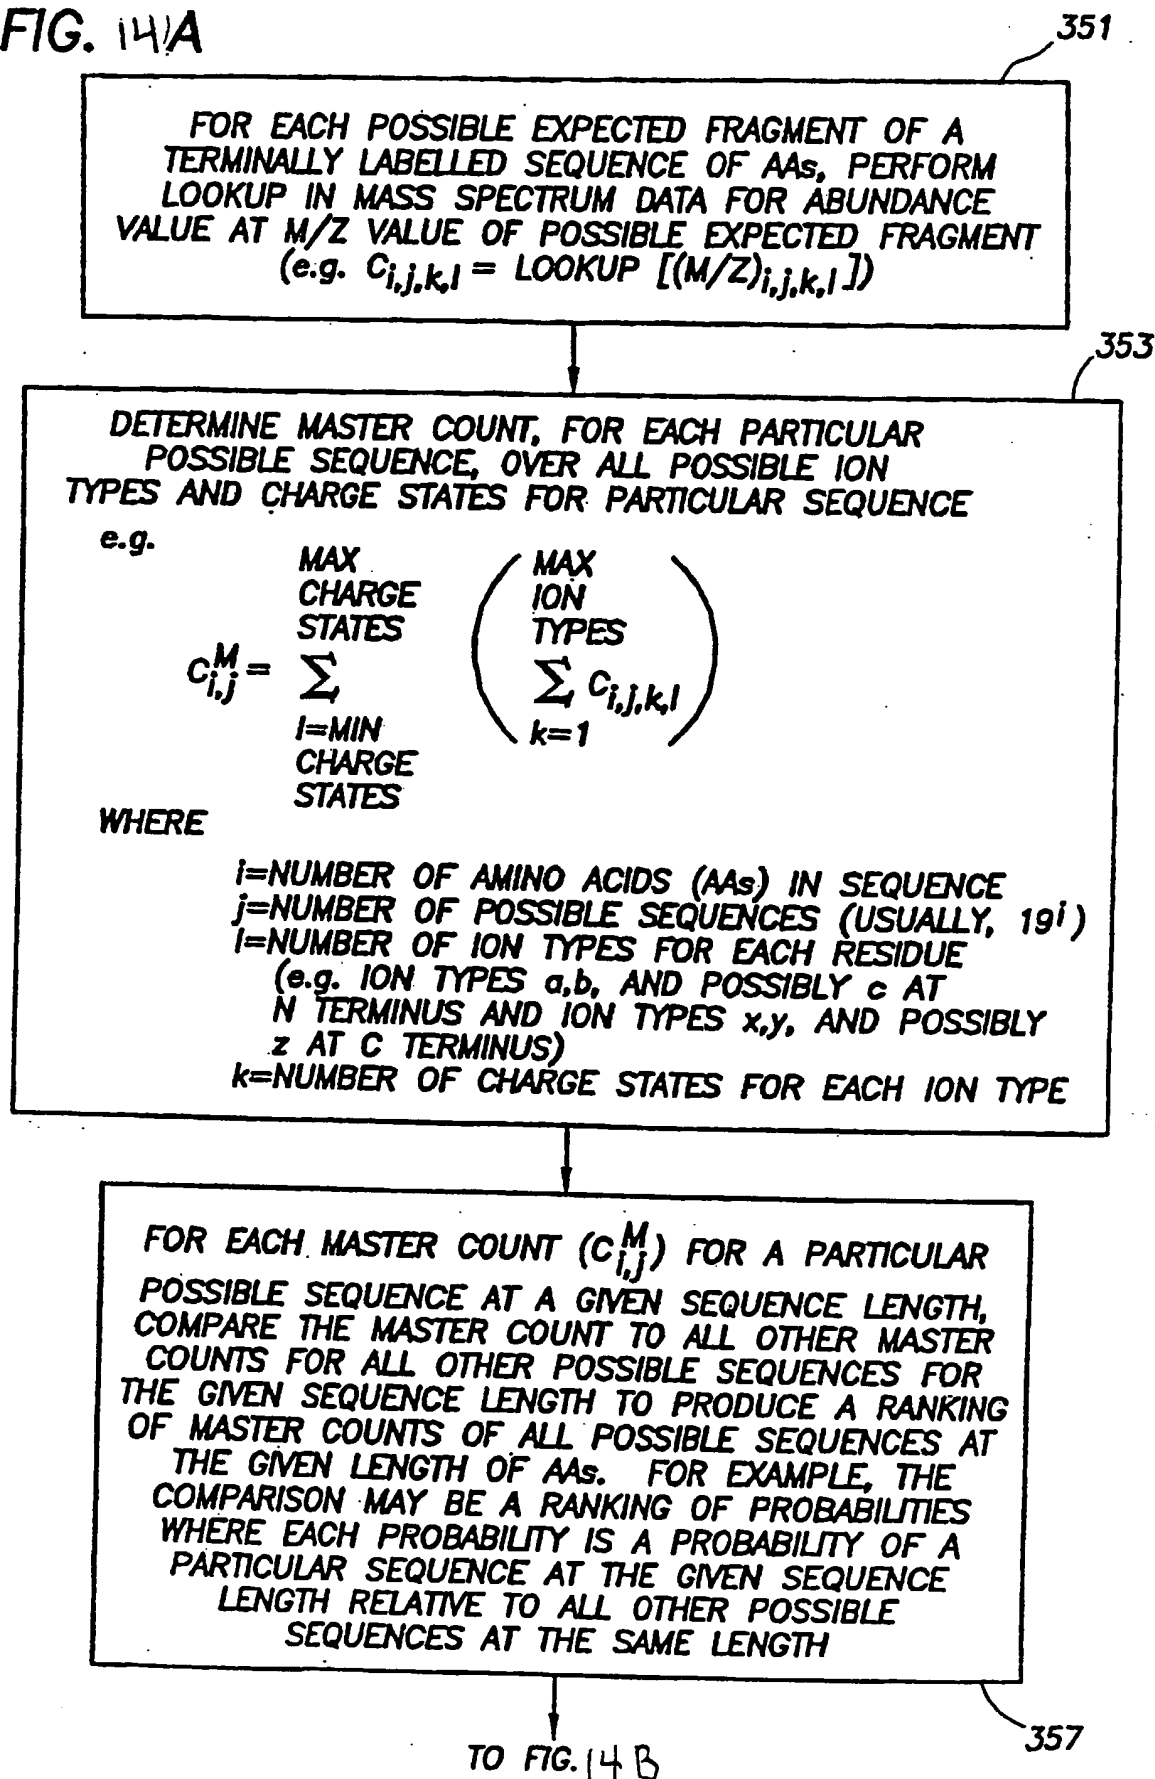 FIG. 14A
351
FOR EACH POSSIBLE EXPECTED FRAGMENT OF A
TERMINALLY LABELLED SEQUENCE OF AAs, PERFORM
LOOKUP IN MASS SPECTRUM DATA FOR ABUNDANCE
VALUE AT M/Z VALUE OF POSSIBLE EXPECTED FRAGMENT
(e.g. C_{i,j,k,l} = LOOKUP [(M/Z)_{i,j,k,l}])
353
DETERMINE MASTER COUNT, FOR EACH PARTICULAR
POSSIBLE SEQUENCE, OVER ALL POSSIBLE ION
TYPES AND CHARGE STATES FOR PARTICULAR SEQUENCE
e.g.
MAX
CHARGE
STATES
C^M_{i,j} = Σ
l=MIN
CHARGE
STATES
( MAX
ION
TYPES
Σ C_{i,j,k,l}
k=1 )
WHERE
i=NUMBER OF AMINO ACIDS (AAs) IN SEQUENCE
j=NUMBER OF POSSIBLE SEQUENCES (USUALLY, 19^i)
l=NUMBER OF ION TYPES FOR EACH RESIDUE
(e.g. ION TYPES a,b, AND POSSIBLY c AT
N TERMINUS AND ION TYPES x,y, AND POSSIBLY
z AT C TERMINUS)
k=NUMBER OF CHARGE STATES FOR EACH ION TYPE
FOR EACH MASTER COUNT (C^M_{i,j}) FOR A PARTICULAR
POSSIBLE SEQUENCE AT A GIVEN SEQUENCE LENGTH,
COMPARE THE MASTER COUNT TO ALL OTHER MASTER
COUNTS FOR ALL OTHER POSSIBLE SEQUENCES FOR
THE GIVEN SEQUENCE LENGTH TO PRODUCE A RANKING
OF MASTER COUNTS OF ALL POSSIBLE SEQUENCES AT
THE GIVEN LENGTH OF AAs. FOR EXAMPLE, THE
COMPARISON MAY BE A RANKING OF PROBABILITIES
WHERE EACH PROBABILITY IS A PROBABILITY OF A
PARTICULAR SEQUENCE AT THE GIVEN SEQUENCE
LENGTH RELATIVE TO ALL OTHER POSSIBLE
SEQUENCES AT THE SAME LENGTH
357
TO FIG. 14B